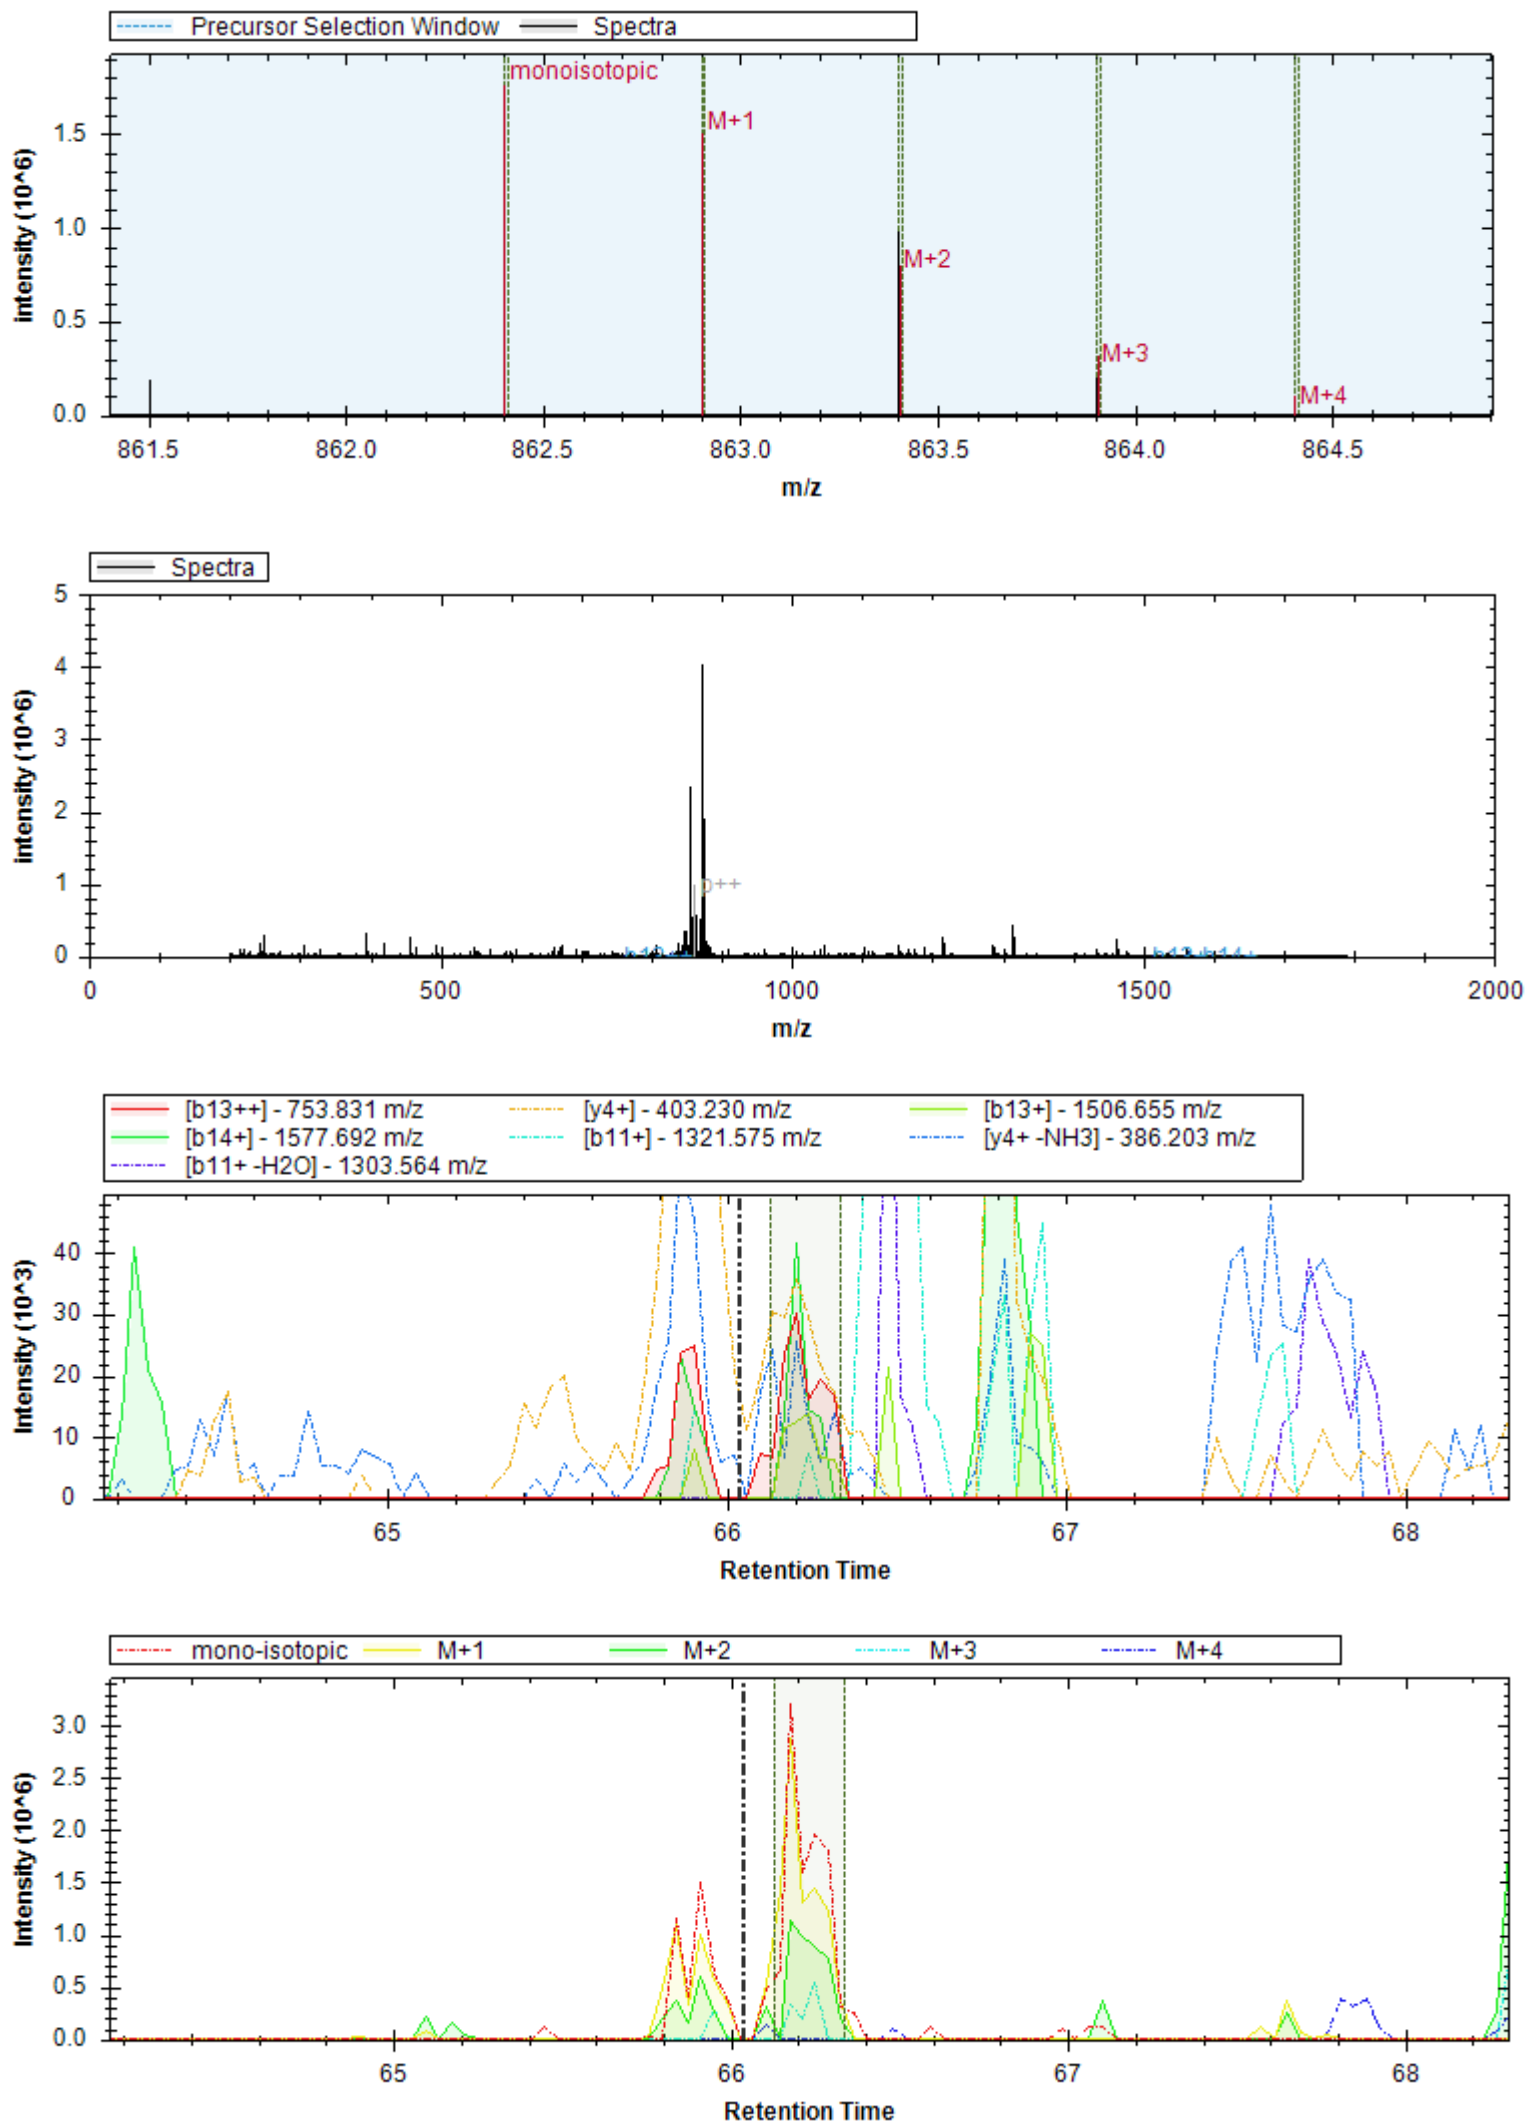 Precursor Selection Window Spectra
monoisotopic
M+1
1.5
M+2
1.0
M+3
0.5
M+4
0.0
861.5 862.0 862.5 863.0 863.5 864.0 864.5
intensity (10^6)
m/z
Spectra
5
4
3
2
1
0
p++
0 500 1000 1500 2000
intensity (10^6)
m/z
[b13++] - 753.831 m/z [y4+] - 403.230 m/z [b13+] - 1506.655 m/z
[b14+] - 1577.692 m/z [b11+] - 1321.575 m/z [y4+ -NH3] - 386.203 m/z
[b11+ -H2O] - 1303.564 m/z
40
30
20
10
0
65 66 67 68
Intensity (10^3)
Retention Time
mono-isotopic M+1 M+2 M+3 M+4
3.0
2.5
2.0
1.5
1.0
0.5
0.0
65 66 67 68
Intensity (10^6)
Retention Time